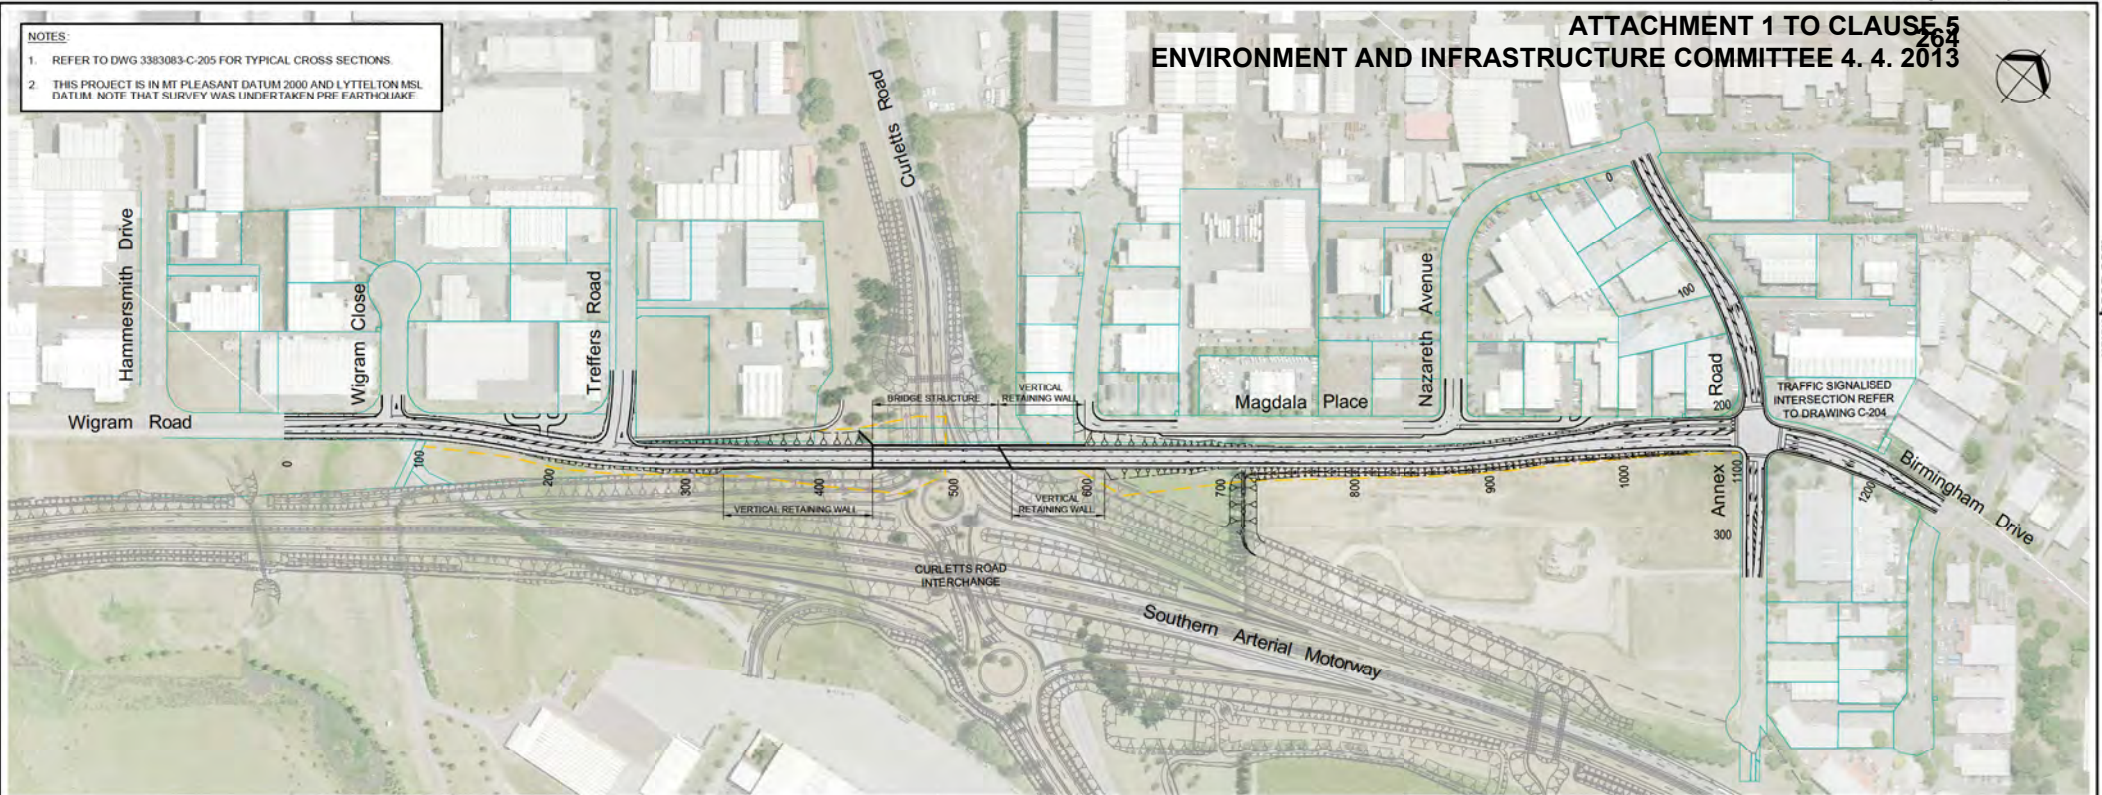 ATTACHMENT 1 TO CLAUSE 5
264
ENVIRONMENT AND INFRASTRUCTURE COMMITTEE 4. 4. 2013
NOTES:
1. REFER TO DWG 3383083-C-205 FOR TYPICAL CROSS SECTIONS.
2. THIS PROJECT IS IN MT PLEASANT DATUM 2000 AND LYTTELTON MSL
DATUM. NOTE THAT SURVEY WAS UNDERTAKEN PRE EARTHQUAKE
Curletts Road
Hammersmith Drive
Wigram Close
Treffers Road
Nazareth Avenue
0
100
Road
200
TRAFFIC SIGNALISED
INTERSECTION REFER
TO DRAWING C-204
BRIDGE STRUCTURE
VERTICAL
RETAINING WALL
Magdala Place
Wigram Road
0
100
200
300
400
500
600
700
800
900
1000
1100
1200
Birmingham Drive
Annex
300
VERTICAL RETAINING WALL
VERTICAL
RETAINING WALL
CURLETTS ROAD
INTERCHANGE
Southern Arterial Motorway